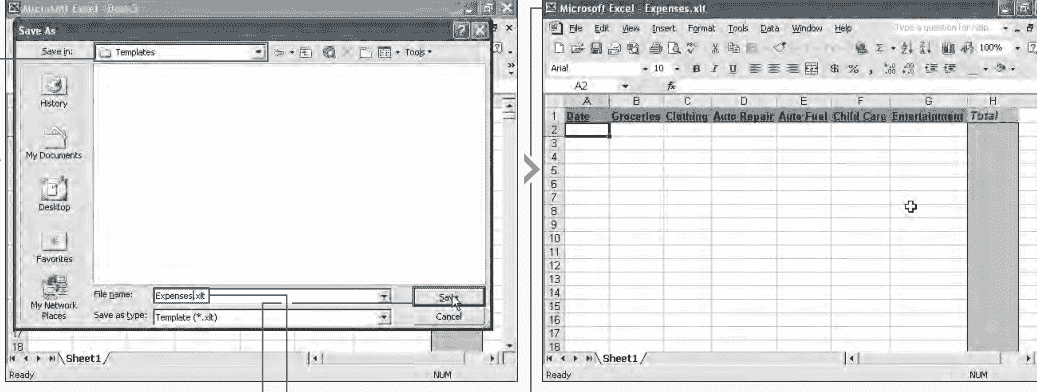 Microsoft Excel - Demo3
Save As
Save in:
Templates
Tools
History
My Documents
Desktop
Favorites
My Network
Places
File name:
Expenses.xlt
Save
Save as type:
Template (*.xlt)
Cancel
17
18
Sheet1
Ready
NUM
Microsoft Excel - Expenses.xlt
File Edit View Insert Format Tools Data Window Help
Type a question for help
100%
Arial
10
B I U
$ % ,
A2
fx
A B C D E F G H
1 Date Groceries Clothing Auto Repair Auto Fuel Child Care Entertainment Total
2
3
4
5
6
7
8
9
10
11
12
13
14
15
16
17
18
Sheet1
Ready
NUM